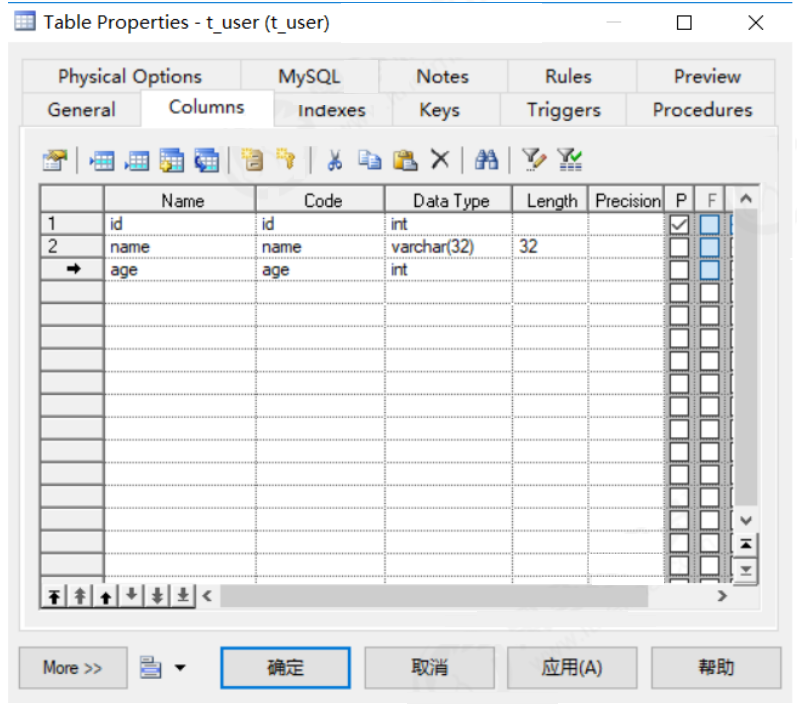 Table Properties - t_user (t_user)
Physical Options MySQL Notes Rules Preview
General Columns Indexes Keys Triggers Procedures
Name Code Data Type Length Precision P F
1 id id int
2 name name varchar(32) 32
age age int
More >> 确定 取消 应用(A) 帮助